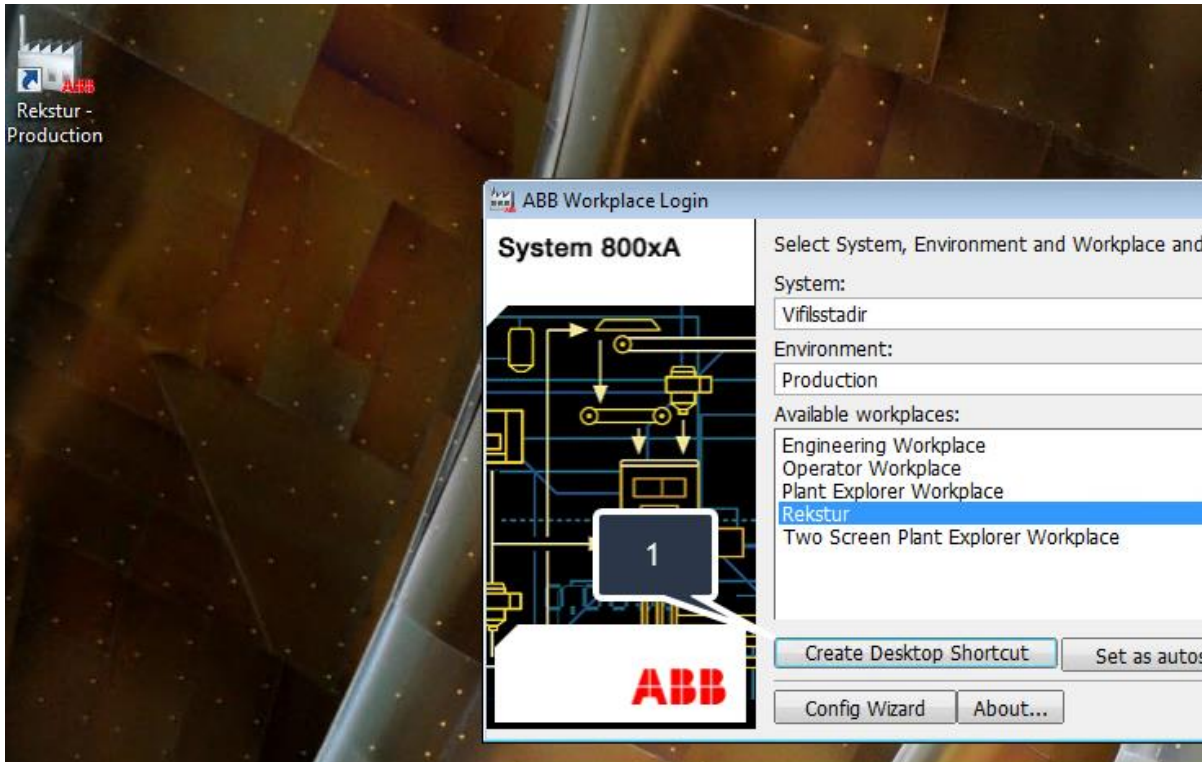 ABB
Rekstur -
Production
ABB Workplace Login
System 800xA
Select System, Environment and Workplace and
System:
Vifilsstadir
Environment:
Production
Available workplaces:
Engineering Workplace
Operator Workplace
Plant Explorer Workplace
Rekstur
Two Screen Plant Explorer Workplace
1
Create Desktop Shortcut
Set as autos
ABB
Config Wizard
About...